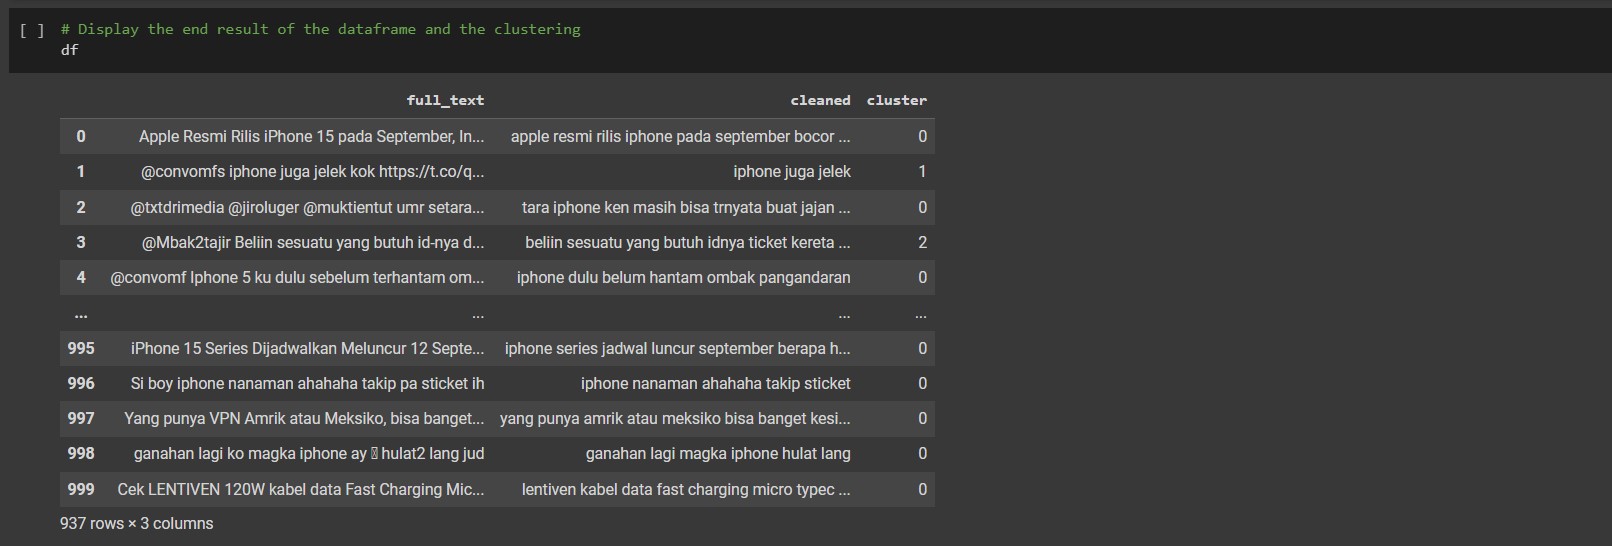 [ ] # Display the end result of the dataframe and the clustering
df
full_text cleaned cluster
0 Apple Resmi Rilis iPhone 15 pada September, In... apple resmi rilis iphone pada september bocor ... 0
1 @convomfs iphone juga jelek kok https://t.co/q... iphone juga jelek 1
2 @txtdrimedia @jiroluger @muktientut umr setara... tara iphone ken masih bisa trnyata buat jajan ... 0
3 @Mbak2tajir Beliin sesuatu yang butuh id-nya d... beliin sesuatu yang butuh idnya ticket kereta ... 2
4 @convomf Iphone 5 ku dulu sebelum terhantam om... iphone dulu belum hantam ombak pangandaran 0
... ... ... ...
995 iPhone 15 Series Dijadwalkan Meluncur 12 Septe... iphone series jadwal luncur september berapa h... 0
996 Si boy iphone nanaman ahahaha takip pa sticket ih iphone nanaman ahahaha takip sticket 0
997 Yang punya VPN Amrik atau Meksiko, bisa banget... yang punya amrik atau meksiko bisa banget kesi... 0
998 ganahan lagi ko magka iphone ay hulat2 lang jud ganahan lagi magka iphone hulat lang 0
999 Cek LENTIVEN 120W kabel data Fast Charging Mic... lentiven kabel data fast charging micro typec ... 0
937 rows × 3 columns